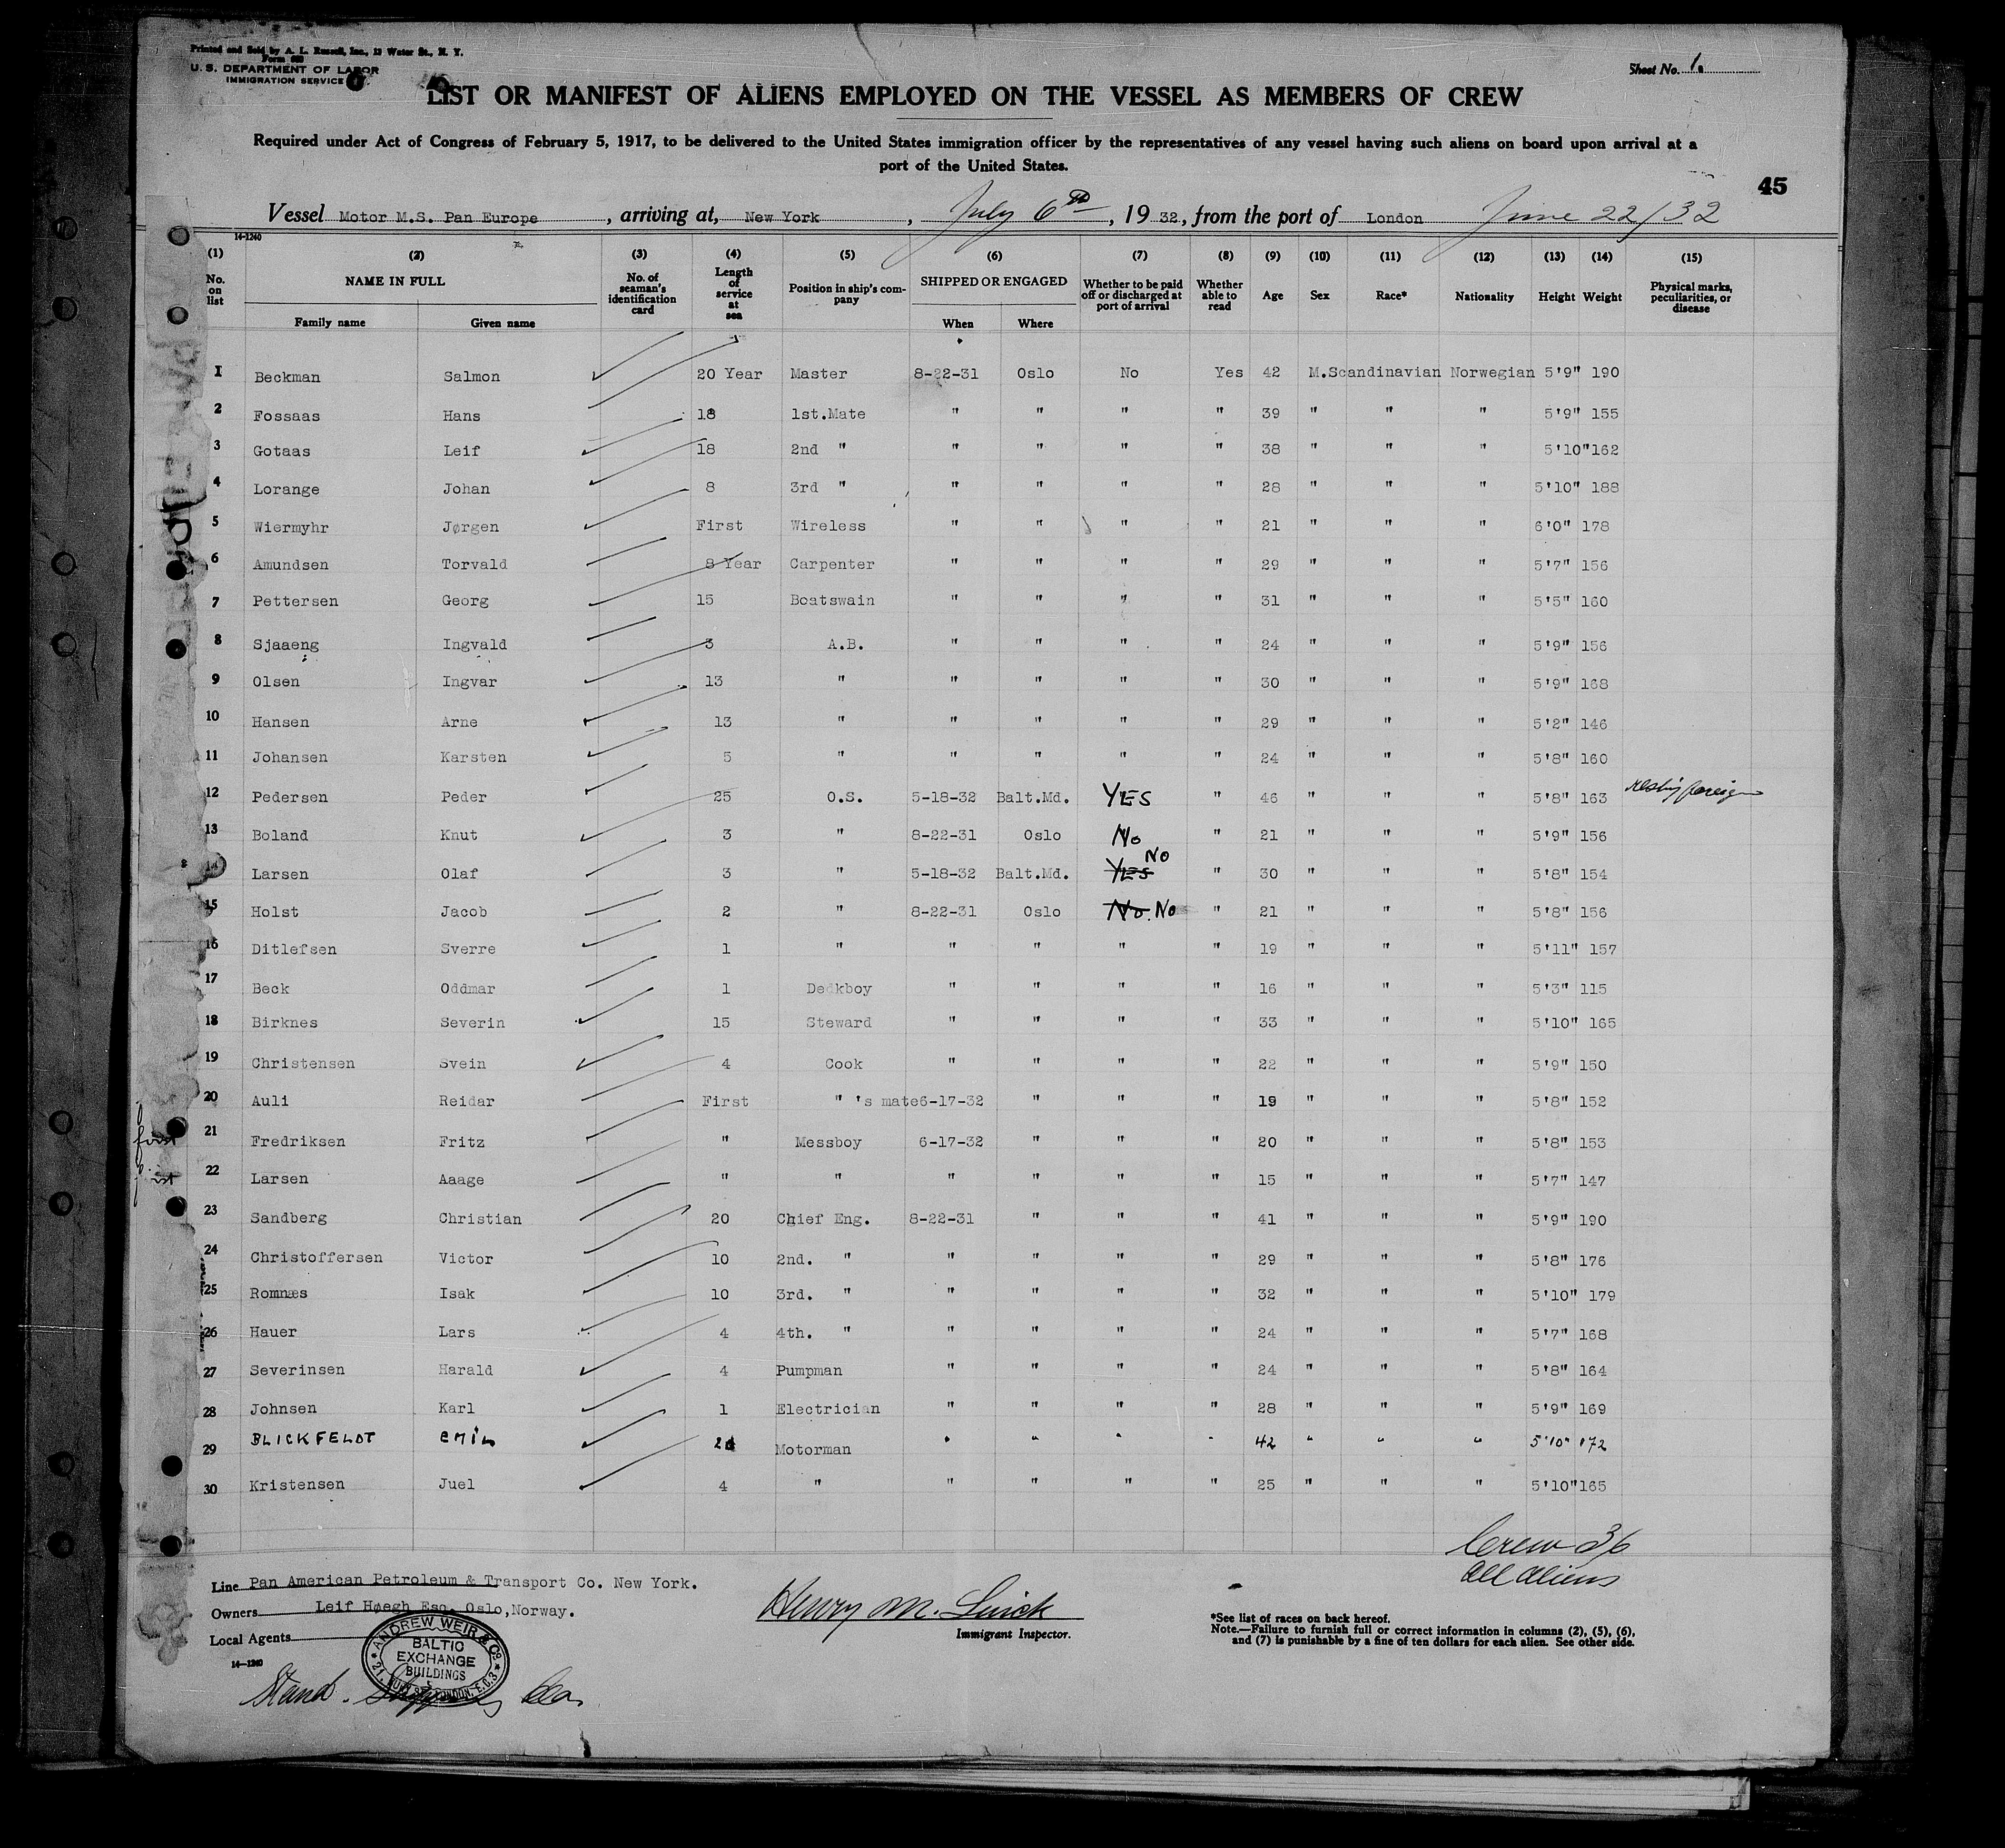 Printed and Sold by A. L. Russell, Inc., 13 Water St., N. Y.
Form 680
U. S. DEPARTMENT OF LABOR
IMMIGRATION SERVICE
Sheet No. 1.
LIST OR MANIFEST OF ALIENS EMPLOYED ON THE VESSEL AS MEMBERS OF CREW
Required under Act of Congress of February 5, 1917, to be delivered to the United States immigration officer by the representatives of any vessel having such aliens on board upon arrival at a
port of the United States.
45
Vessel Motor M.S. Pan Europe, arriving at, New York, July 6th, 1932, from the port of London June 22/32
14-1240
(1) (2) (3) (4) (5) (6) (7) (8) (9) (10) (11) (12) (13) (14) (15)
No. on list NAME IN FULL Family name Given name No. of seaman's identification card Length of service at sea Position in ship's company SHIPPED OR ENGAGED When Where Whether to be paid off or discharged at port of arrival Whether able to read Age Sex Race* Nationality Height Weight Physical marks, peculiarities, or disease
1 Beckman Salmon 20 Year Master 8-22-31 Oslo No Yes 42 M. Scandinavian Norwegian 5'9" 190
2 Fossaas Hans 18 1st.Mate " " " " 39 " " " 5'9" 155
3 Gotaas Leif 18 2nd " " " " " 38 " " " 5'10" 162
4 Lorange Johan 8 3rd " " " " " 28 " " " 5'10" 188
5 Wiermyhr Jørgen First Wireless " " " " 21 " " " 6'0" 178
6 Amundsen Torvald 8 Year Carpenter " " " " 29 " " " 5'7" 156
7 Pettersen Georg 15 Boatswain " " " " 31 " " " 5'5" 160
8 Sjaaeng Ingvald 3 A.B. " " " " 24 " " " 5'9" 156
9 Olsen Ingvar 13 " " " " " 30 " " " 5'9" 168
10 Hansen Arne 13 " " " " " 29 " " " 5'2" 146
11 Johansen Karsten 5 " " " " " 24 " " " 5'8" 160
12 Pedersen Peder 25 O.S. 5-18-32 Balt.Md. YES " 46 " " " 5'8" 163 foreign
13 Boland Knut 3 " 8-22-31 Oslo No " 21 " " " 5'9" 156
14 Larsen Olaf 3 " 5-18-32 Balt.Md. YES NO " 30 " " " 5'8" 154
15 Holst Jacob 2 " 8-22-31 Oslo No. No " 21 " " " 5'8" 156
16 Ditlefsen Sverre 1 " " " " " 19 " " " 5'11" 157
17 Beck Oddmar 1 Dedkboy " " " " 16 " " " 5'3" 115
18 Birknes Severin 15 Steward " " " " 33 " " " 5'10" 165
19 Christensen Svein 4 Cook " " " " 22 " " " 5'9" 150
20 Auli Reidar First " 's mate 6-17-32 " " " 19 " " " 5'8" 152
21 Fredriksen Fritz " Messboy 6-17-32 " " " 20 " " " 5'8" 153
22 Larsen Aaage " " " " " " 15 " " " 5'7" 147
23 Sandberg Christian 20 Chief Eng. 8-22-31 " " " 41 " " " 5'9" 190
24 Christoffersen Victor 10 2nd. " " " " " 29 " " " 5'8" 176
25 Romnæs Isak 10 3rd. " " " " " 32 " " " 5'10" 179
26 Hauer Lars 4 4th. " " " " " 24 " " " 5'7" 168
27 Severinsen Harald 4 Pumpman " " " " 24 " " " 5'8" 164
28 Johnsen Karl 1 Electrician " " " " 28 " " " 5'9" 169
29 BLICKFELDT EMIL Motorman " " " " 42 " " " 5'10" 172
30 Kristensen Juel 4 " " " " " 25 " " " 5'10" 165
Crew 36
All Aliens
Line Pan American Petroleum & Transport Co. New York.
Owners Leif Høegh Esq. Oslo, Norway.
Local Agents
14-1240
ANDREW WEIR & Co.
BALTIC
EXCHANGE
BUILDINGS
LONDON, E.C.3
Stand. Shipping Co.
Henry M.
Immigrant Inspector.
*See list of races on back hereof.
Note.—Failure to furnish full or correct information in columns (2), (5), (6),
and (7) is punishable by a fine of ten dollars for each alien. See other side.